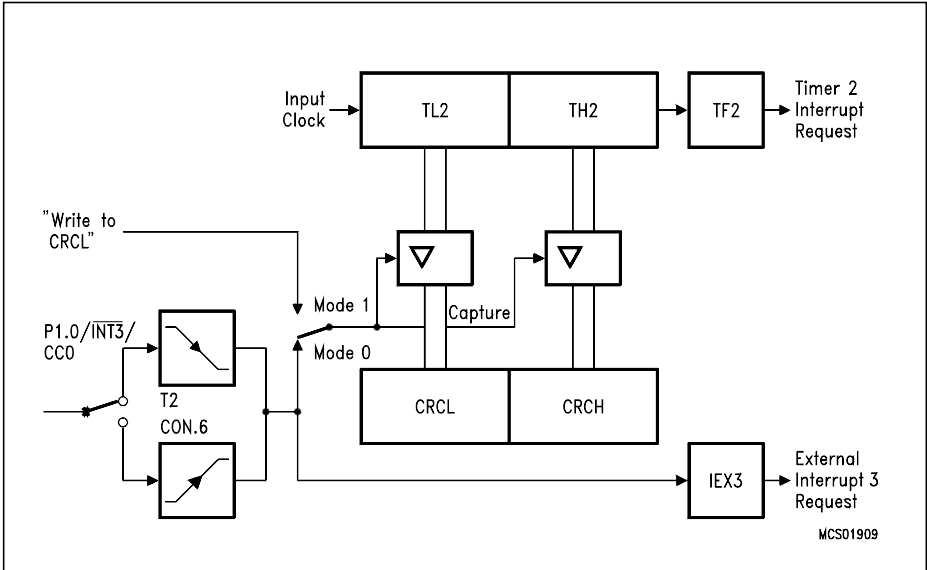 Input
Clock
TL2
TH2
TF2
Timer 2
Interrupt
Request
"Write to
CRCL"
Mode 1
Capture
Mode 0
P1.0/INT3/
CC0
T2
CON.6
CRCL
CRCH
IEX3
External
Interrupt 3
Request
MCS01909